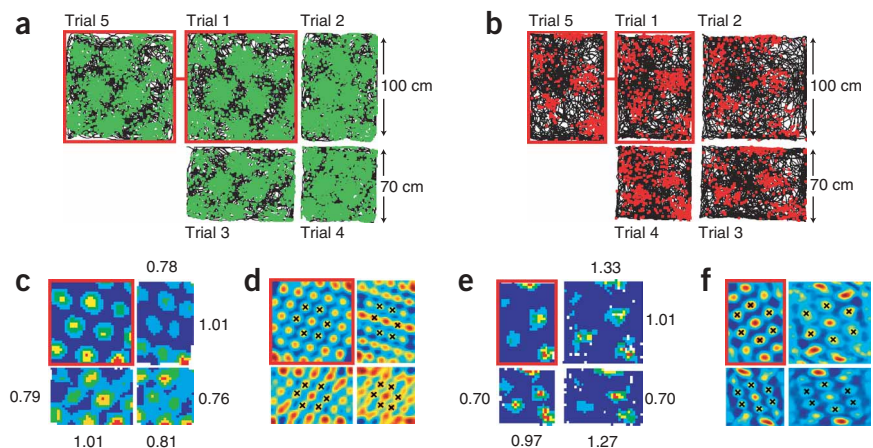 a
Trial 5 Trial 1 Trial 2
100 cm
70 cm
Trial 3 Trial 4
b
Trial 5 Trial 1 Trial 2
100 cm
70 cm
Trial 4 Trial 3
c
0.78
1.01
0.79
0.76
1.01 0.81
d
e
1.33
1.01
0.70
0.70
0.97 1.27
f